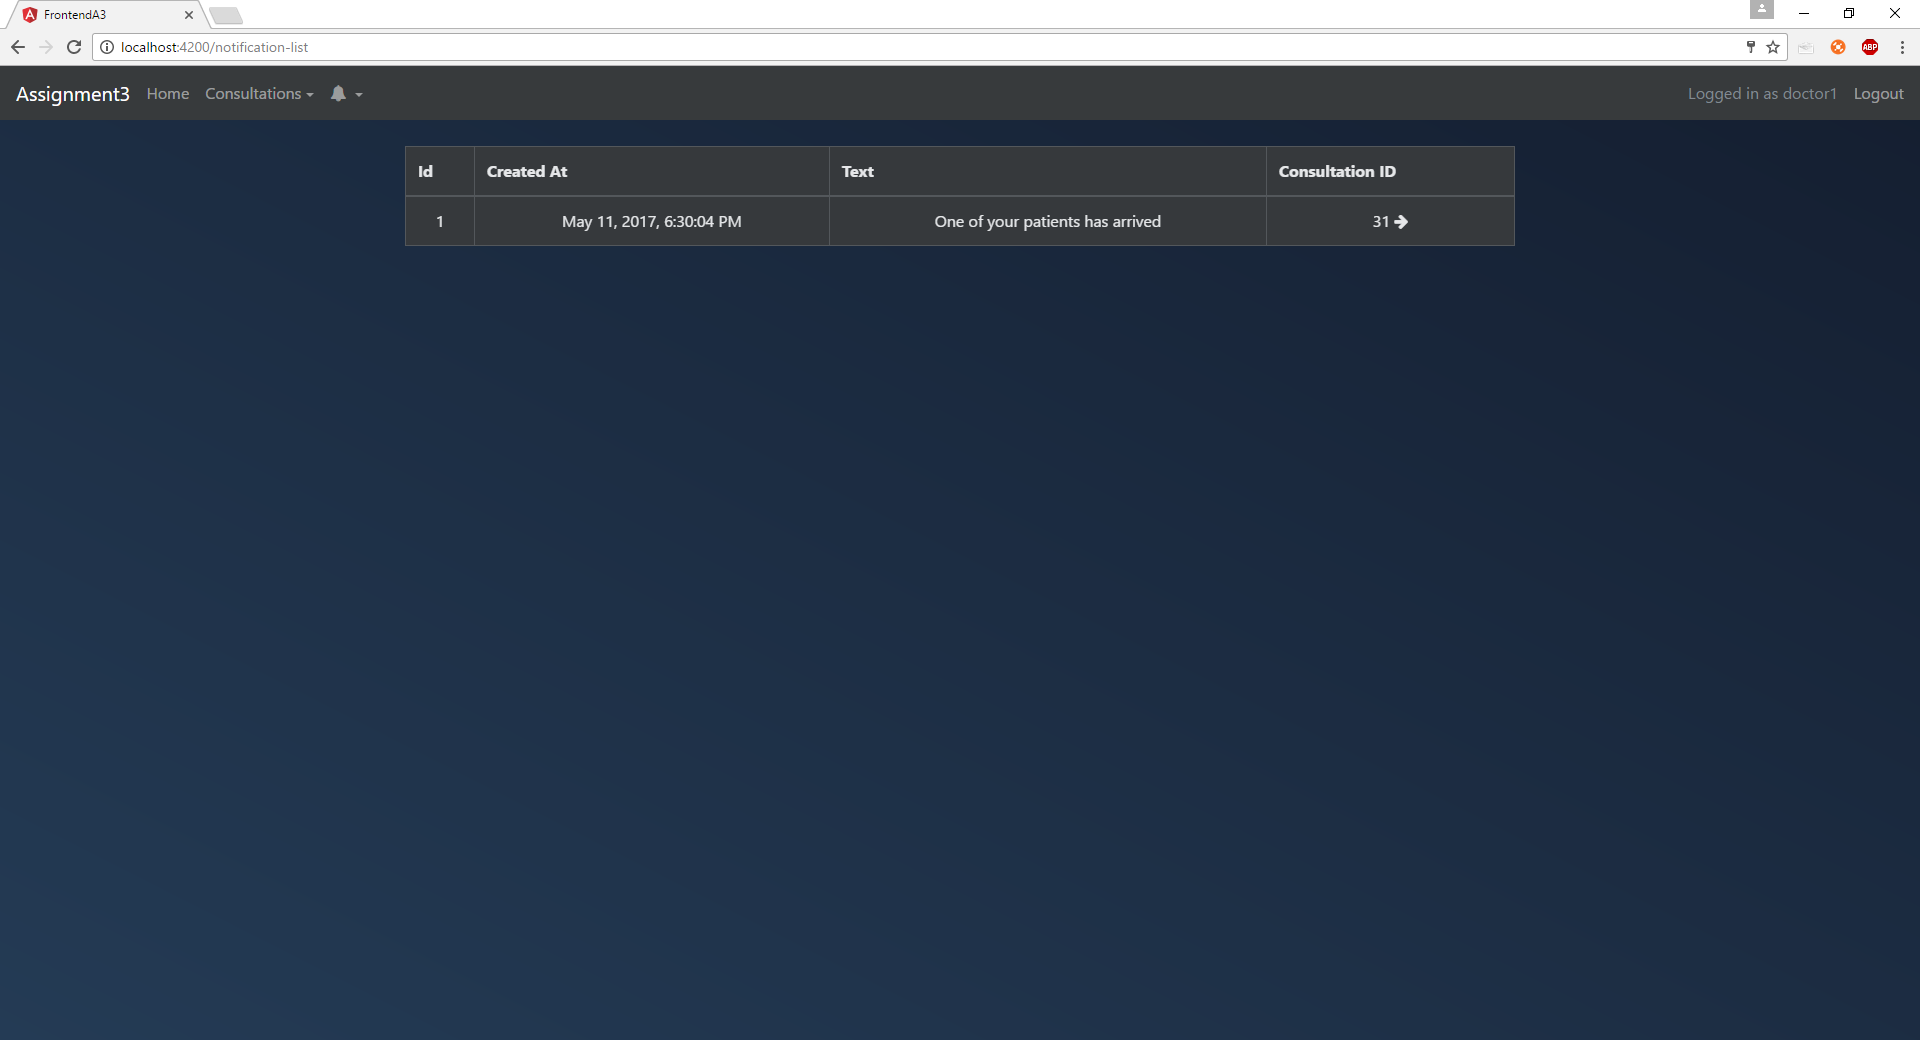 FrontendA3
localhost:4200/notification-list
ABP
Assignment3 Home Consultations Logged in as doctor1 Logout
Id Created At Text Consultation ID
1 May 11, 2017, 6:30:04 PM One of your patients has arrived 31